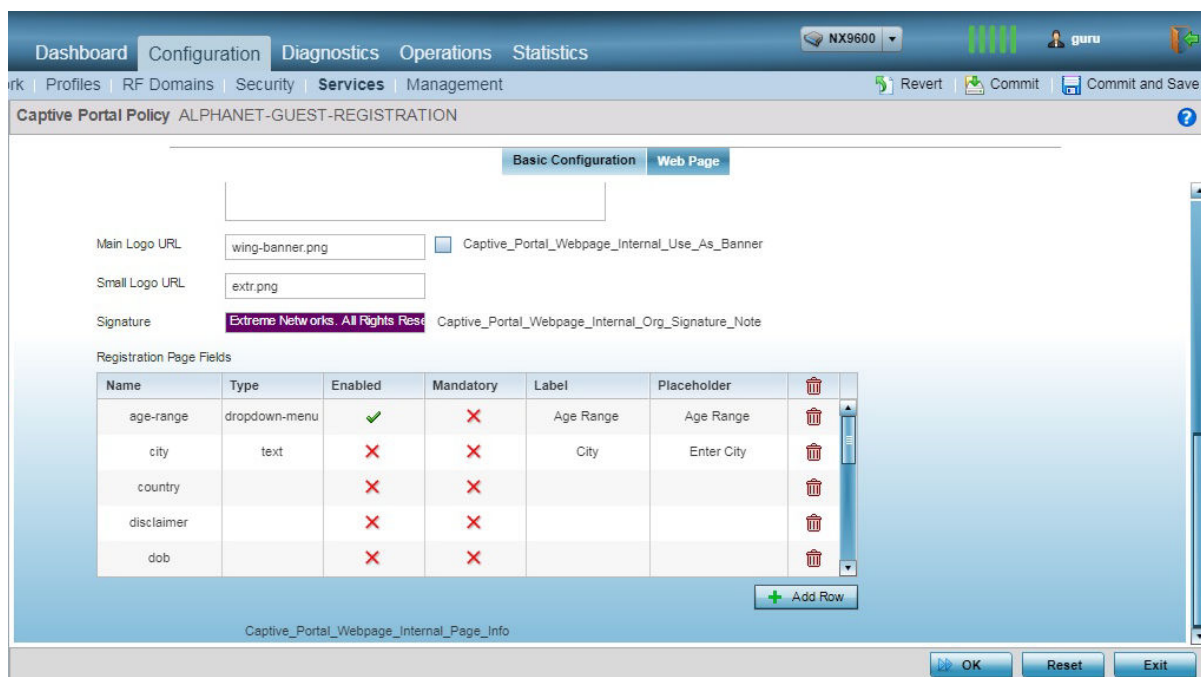 NX9600
guru
Dashboard Configuration Diagnostics Operations Statistics
rk | Profiles | RF Domains | Security | Services | Management
Revert | Commit | Commit and Save
Captive Portal Policy ALPHANET-GUEST-REGISTRATION
?
Basic Configuration Web Page
Main Logo URL wing-banner.png Captive_Portal_Webpage_Internal_Use_As_Banner
Small Logo URL extr.png
Signature Extreme Networks. All Rights Rese Captive_Portal_Webpage_Internal_Org_Signature_Note
Registration Page Fields
Name Type Enabled Mandatory Label Placeholder
age-range dropdown-menu Age Range Age Range
city text City Enter City
country
disclaimer
dob
Add Row
Captive_Portal_Webpage_Internal_Page_Info
OK Reset Exit